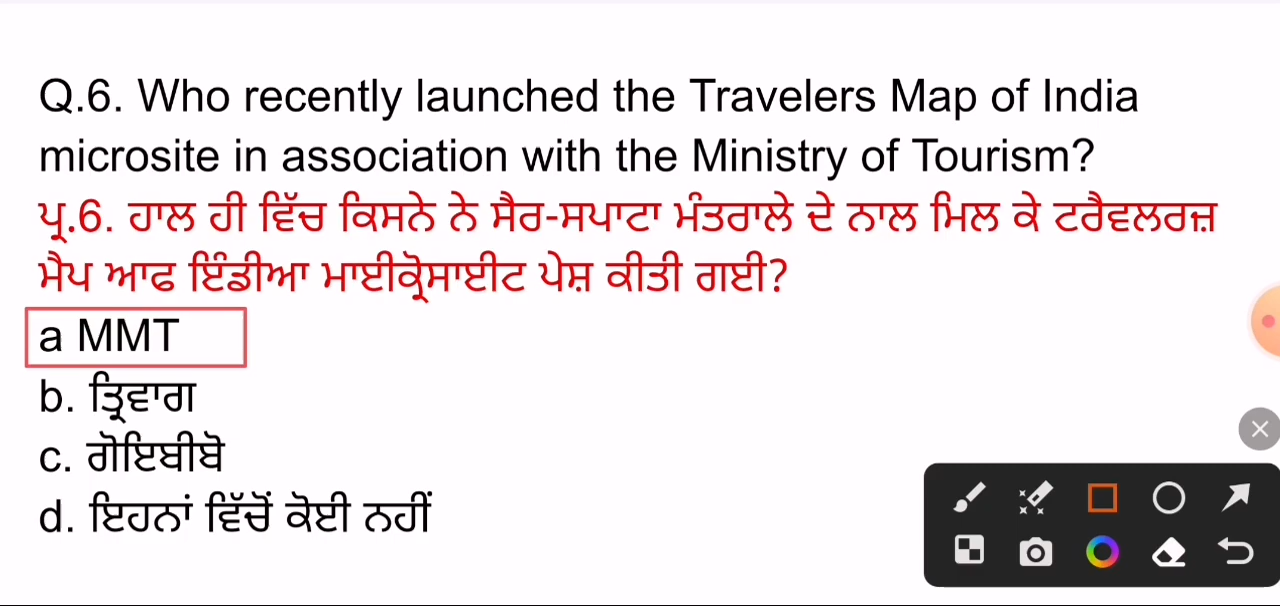 Q.6. Who recently launched the Travelers Map of India
microsite in association with the Ministry of Tourism?
ਪ੍ਰ.6. ਹਾਲ ਹੀ ਵਿੱਚ ਕਿਸਨੇ ਨੇ ਸੈਰ-ਸਪਾਟਾ ਮੰਤਰਾਲੇ ਦੇ ਨਾਲ ਮਿਲ ਕੇ ਟਰੈਵਲਰਜ਼
ਮੈਪ ਆਫ ਇੰਡੀਆ ਮਾਈਕ੍ਰੋਸਾਈਟ ਪੇਸ਼ ਕੀਤੀ ਗਈ?
a MMT
b. ਤ੍ਰਿਵਾਗ
c. ਗੋਇਬੀਬੋ
d. ਇਹਨਾਂ ਵਿੱਚੋਂ ਕੋਈ ਨਹੀਂ